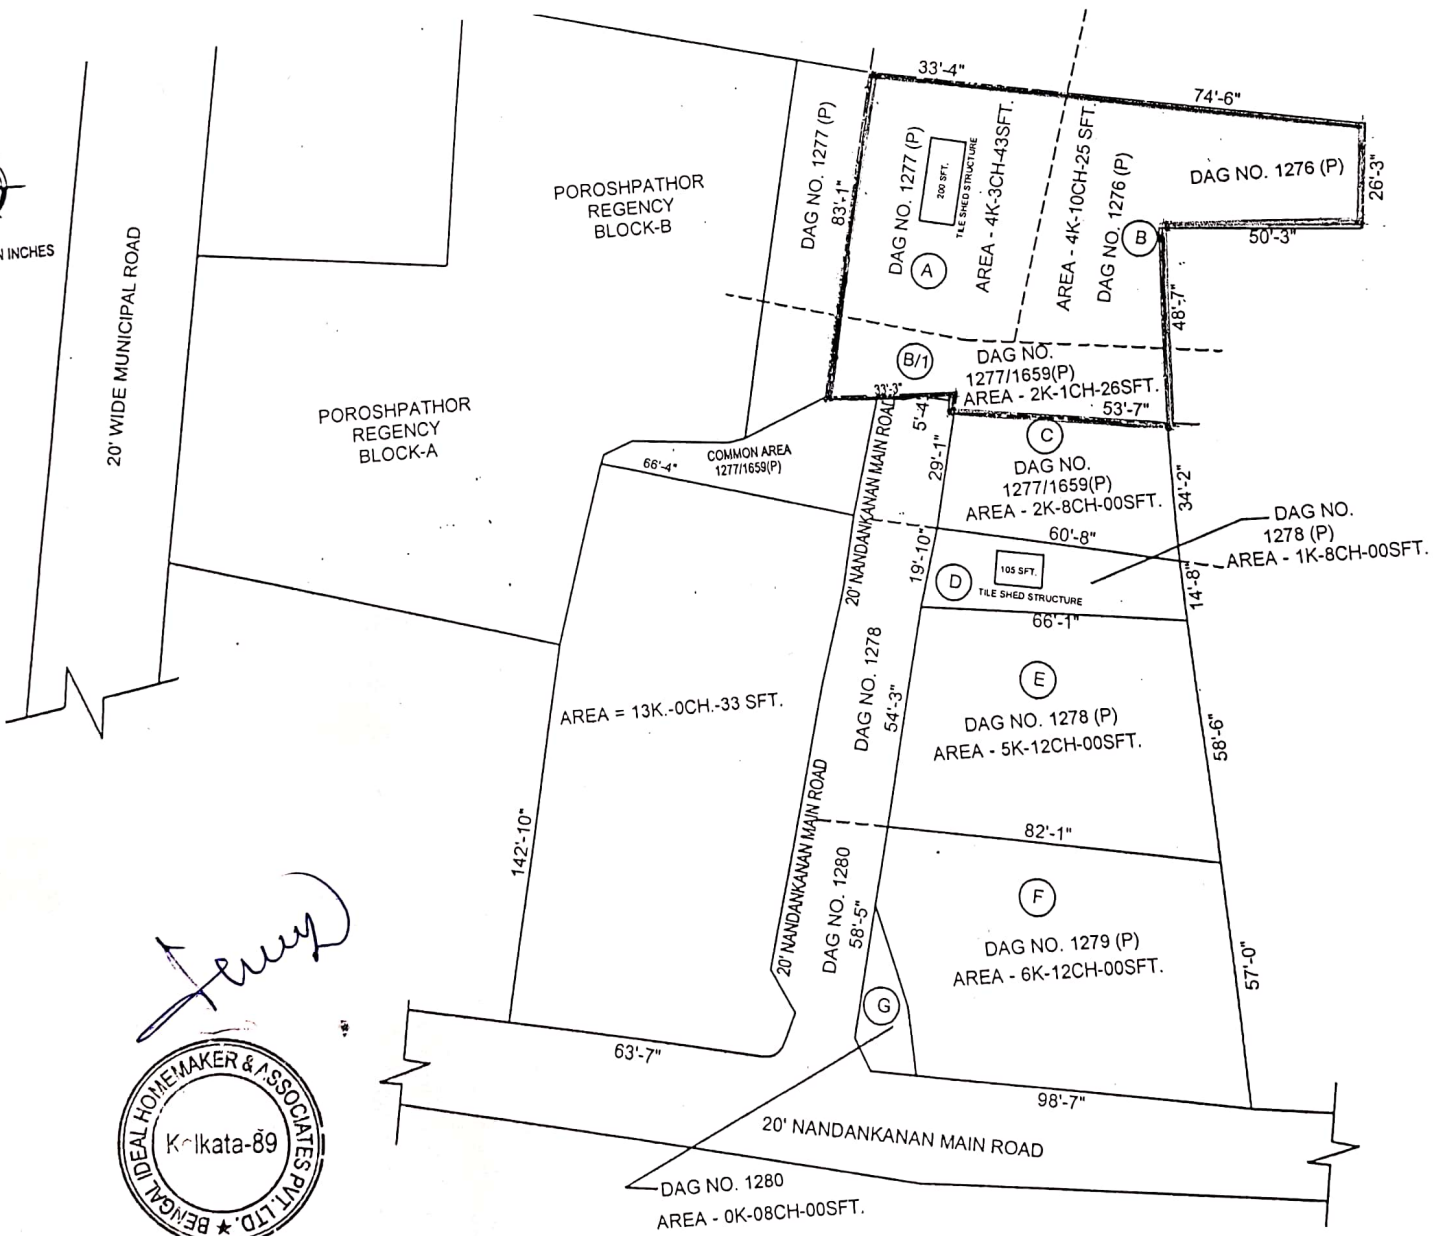 33'-4"
74'-6"
DAG NO. 1277 (P)
83'-1"
DAG NO. 1277 (P)
200 SFT.
TILE SHED STRUCTURE
AREA - 4K-3CH-43SFT.
AREA - 4K-10CH-25 SFT.
DAG NO. 1276 (P)
DAG NO. 1276 (P)
26'-3"
50'-3"
A
B
48'-7"
N INCHES
20' WIDE MUNICIPAL ROAD
POROSHPATHOR
REGENCY
BLOCK-B
POROSHPATHOR
REGENCY
BLOCK-A
B/1
DAG NO.
1277/1659(P)
AREA - 2K-1CH-26SFT.
33'-3"
5'-4"
53'-7"
COMMON AREA
1277/1659(P)
66'-4"
29'-1"
C
DAG NO.
1277/1659(P)
AREA - 2K-8CH-00SFT.
34'-2"
20' NANDANKANAN MAIN ROAD
60'-8"
DAG NO.
1278 (P)
AREA - 1K-8CH-00SFT.
19'-10"
D
105 SFT.
TILE SHED STRUCTURE
14'-8"
66'-1"
DAG NO. 1278
54'-3"
E
DAG NO. 1278 (P)
AREA - 5K-12CH-00SFT.
58'-6"
AREA = 13K.-0CH.-33 SFT.
142'-10"
20' NANDANKANAN MAIN ROAD
82'-1"
DAG NO. 1280
58'-5"
F
DAG NO. 1279 (P)
AREA - 6K-12CH-00SFT.
57'-0"
G
63'-7"
98'-7"
20' NANDANKANAN MAIN ROAD
DAG NO. 1280
AREA - 0K-08CH-00SFT.
BENGAL IDEAL HOMEMAKER & ASSOCIATES PVT. LTD. ★
Kolkata-89